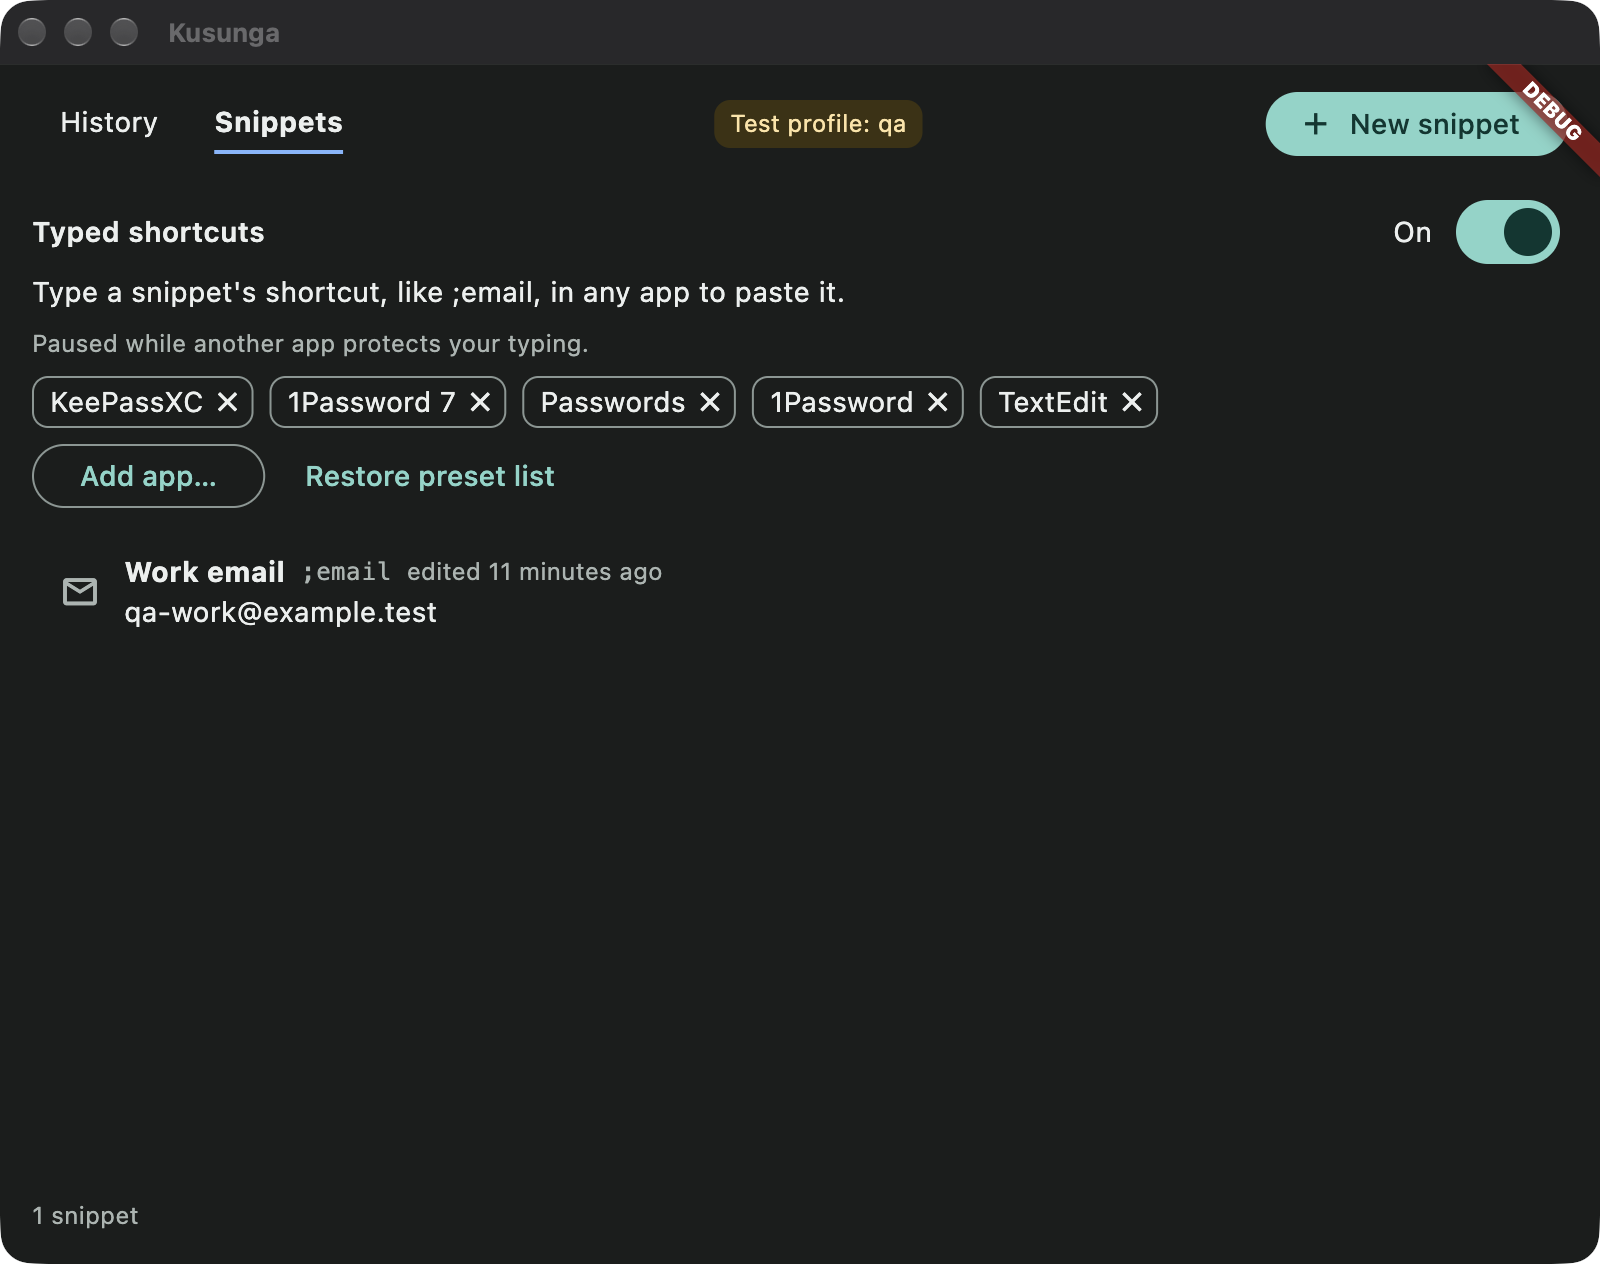 Kusunga
History
Snippets
Test profile: qa
+ New snippet
DEBUG
Typed shortcuts
On
Type a snippet's shortcut, like ;email, in any app to paste it.
Paused while another app protects your typing.
KeePassXC
1Password 7
Passwords
1Password
TextEdit
Add app...
Restore preset list
Work email ;email edited 11 minutes ago
qa-work@example.test
1 snippet